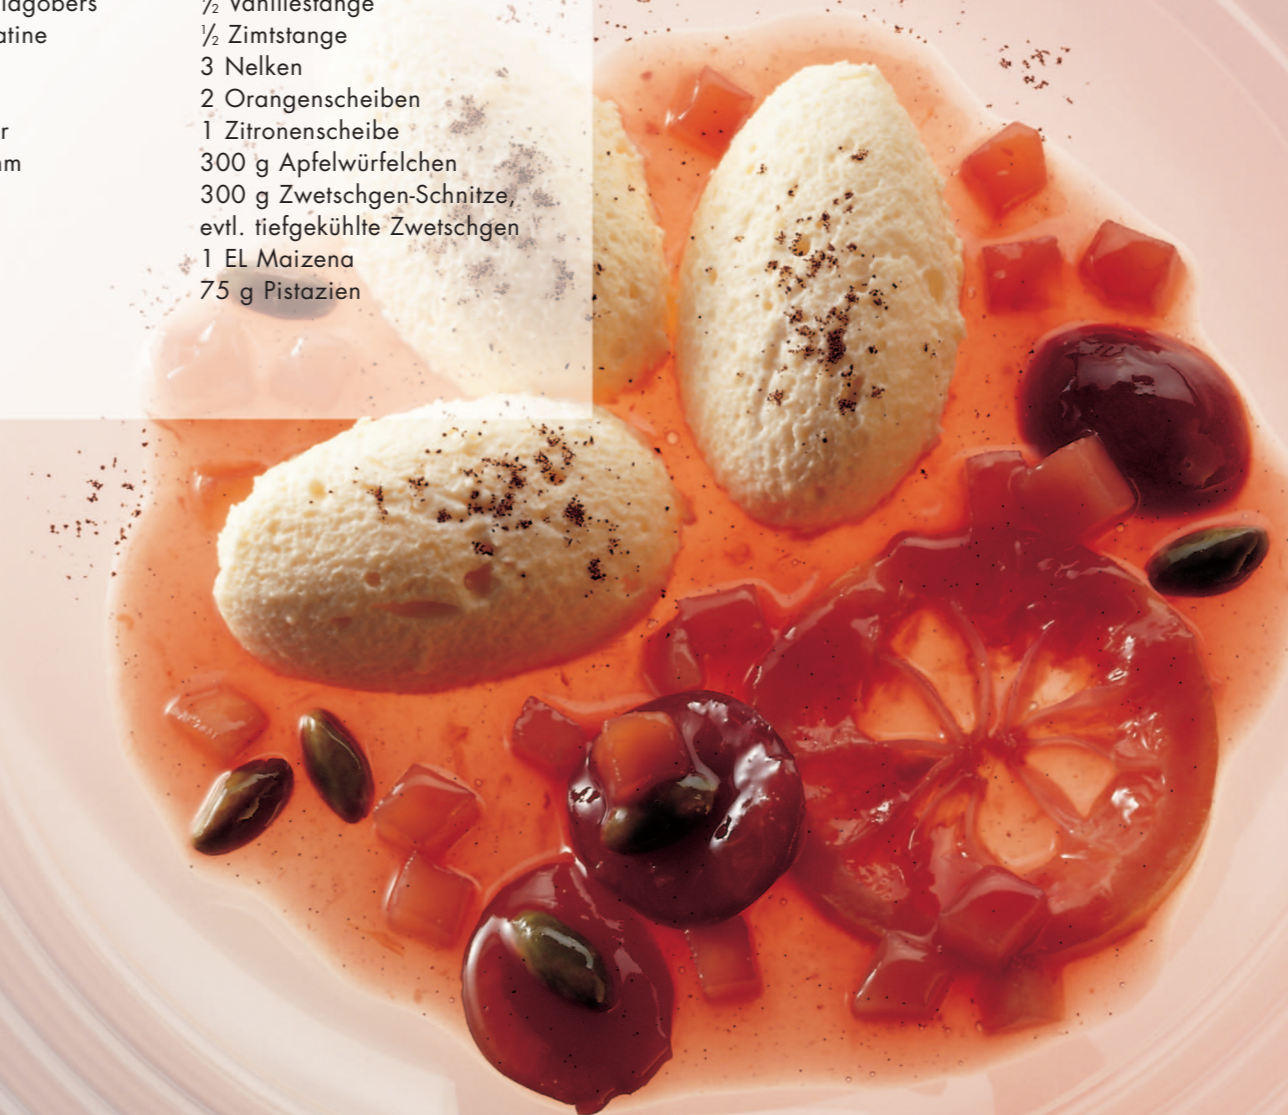 ½ Vanillestange
½ Zimtstange
3 Nelken
2 Orangenscheiben
1 Zitronenscheibe
300 g Apfelwürfelchen
300 g Zwetschgen-Schnitze,
evtl. tiefgekühlte Zwetschgen
1 EL Maizena
75 g Pistazien